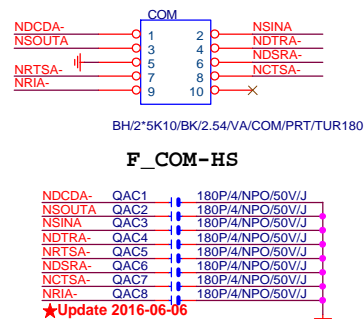 COM
NDCDA- 1 2 NSINA
NSOUTA 3 4 NDTRA-
5 6 NDSRA-
NRTSA- 7 8 NCTSA-
NRIA- 9 10
BH/2*5K10/BK/2.54/VA/COM/PRT/TUR180
F_COM-HS
NDCDA- QAC1 180P/4/NPO/50V/J
NSOUTA QAC2 180P/4/NPO/50V/J
NSINA QAC3 180P/4/NPO/50V/J
NDTRA- QAC4 180P/4/NPO/50V/J
NRTSA- QAC5 180P/4/NPO/50V/J
NDSRA- QAC6 180P/4/NPO/50V/J
NCTSA- QAC7 180P/4/NPO/50V/J
NRIA- QAC8 180P/4/NPO/50V/J
★Update 2016-06-06